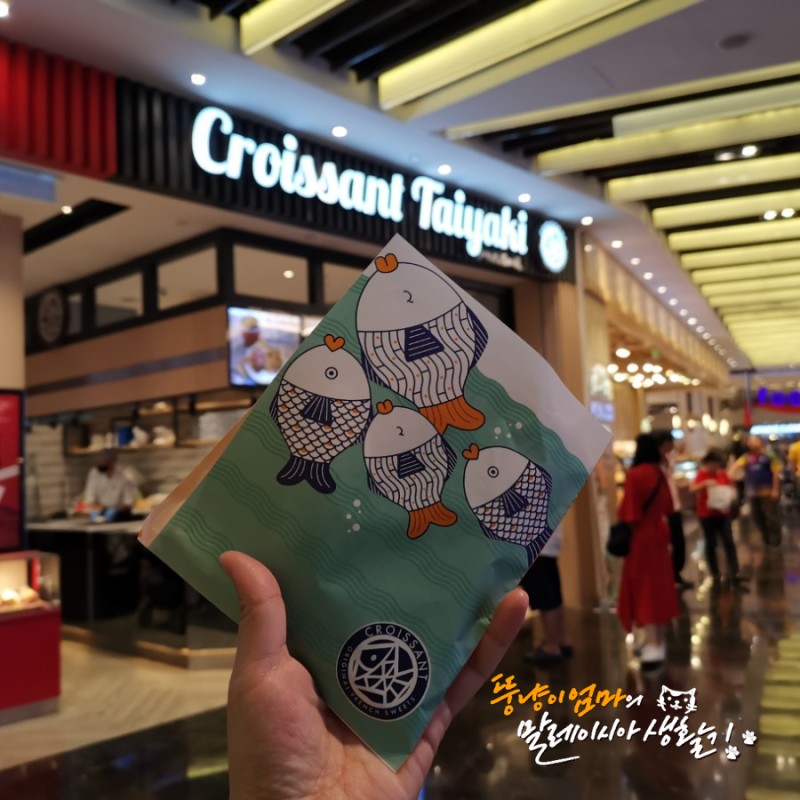 Croissant Taiyaki
CROISSANT
ORIGINAL FRENCH SWEETS
뚱냥이엄마의
말레이시아 생활기!